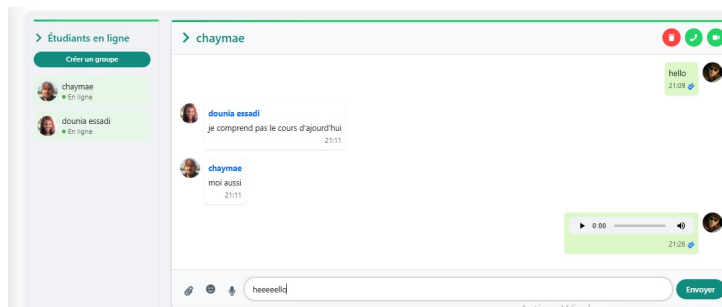 Étudiants en ligne
Créer un groupe
chaymae
En ligne
dounia essadi
En ligne
chaymae
hello
21:09
dounia essadi
je comprend pas le cours d'ajourd'hui
21:11
chaymae
moi aussi
21:11
0:00
21:26
heeeeello
Envoyer